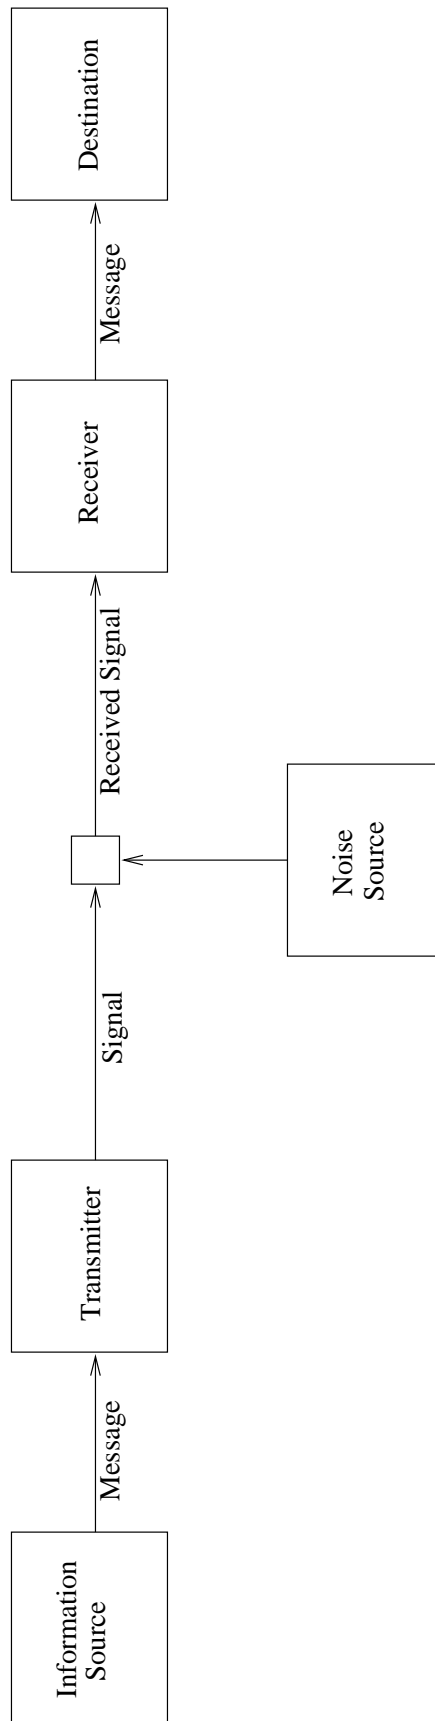 Information
Source
Message
Transmitter
Signal
Noise
Source
Received Signal
Receiver
Message
Destination